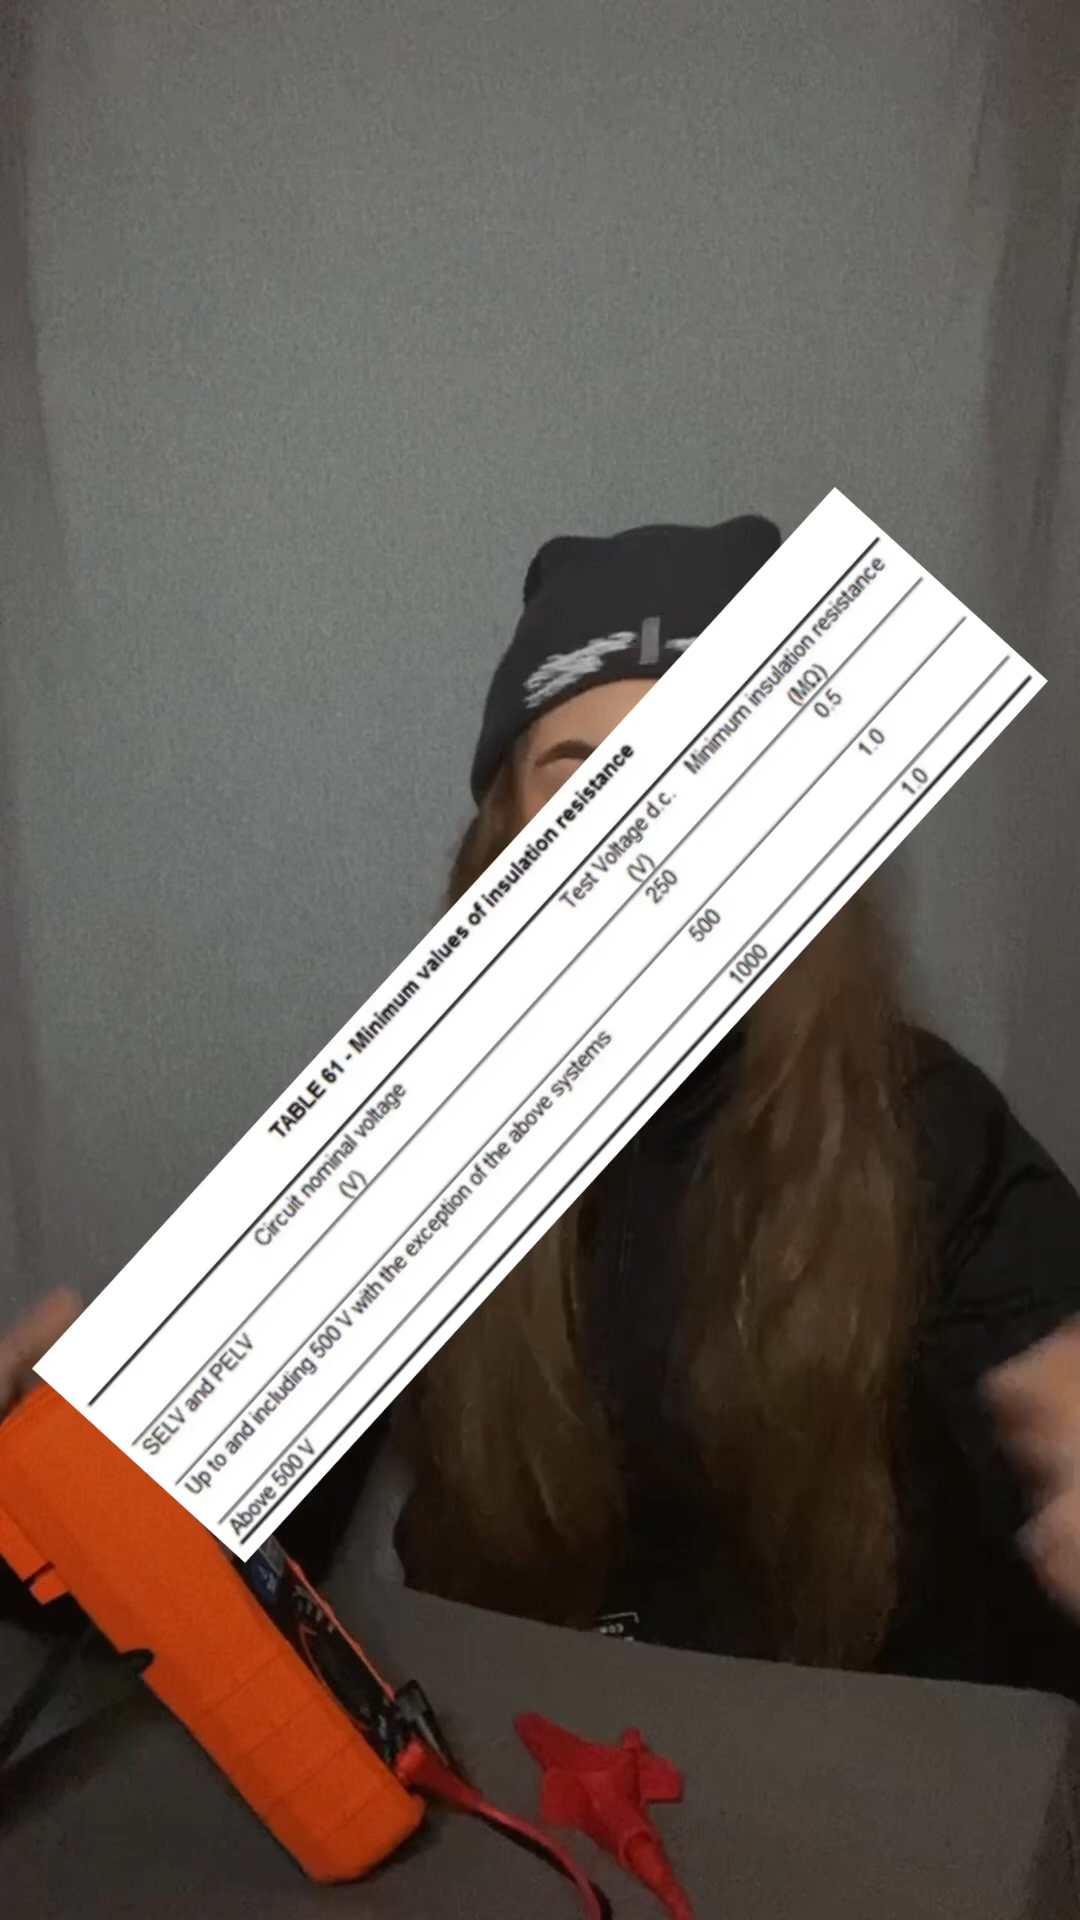 TABLE 61 - Minimum values of insulation resistance
Circuit nominal voltage Test Voltage d.c. Minimum insulation resistance
(V) (V) (MΩ)
SELV and PELV 250 0.5
Up to and including 500 V with the exception of the above systems 500 1.0
Above 500 V 1000 1.0